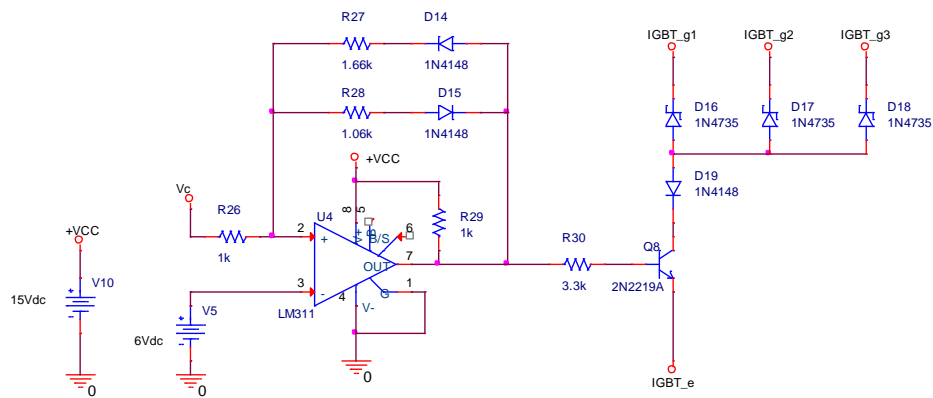 R27
D14
1.66k
1N4148
R28
D15
1.06k
1N4148
IGBT_g1
IGBT_g2
IGBT_g3
D16
1N4735
D17
1N4735
D18
1N4735
D19
1N4148
+VCC
Vc
R26
1k
U4
2
+
3
-
8
V+
5
B
B/S
6
7
OUT
1
G
4
V-
LM311
R29
1k
R30
3.3k
Q8
2N2219A
IGBT_e
+VCC
V10
15Vdc
0
V5
6Vdc
0
0